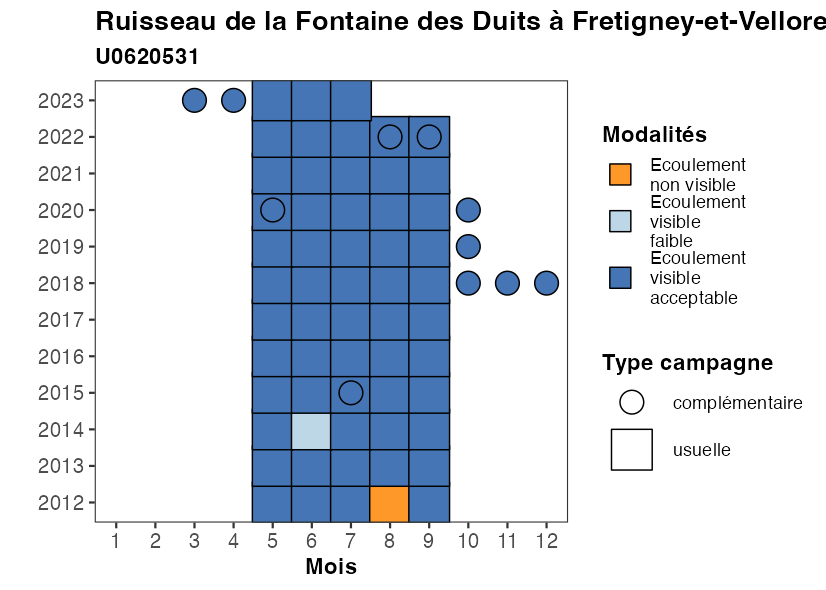 Ruisseau de la Fontaine des Duits à Fretigney-et-Vellore
U0620531
2023
2022
2021
2020
2019
2018
2017
2016
2015
2014
2013
2012
1 2 3 4 5 6 7 8 9 10 11 12
Mois
Modalités
Ecoulement
non visible
Ecoulement
visible
faible
Ecoulement
visible
acceptable
Type campagne
complémentaire
usuelle